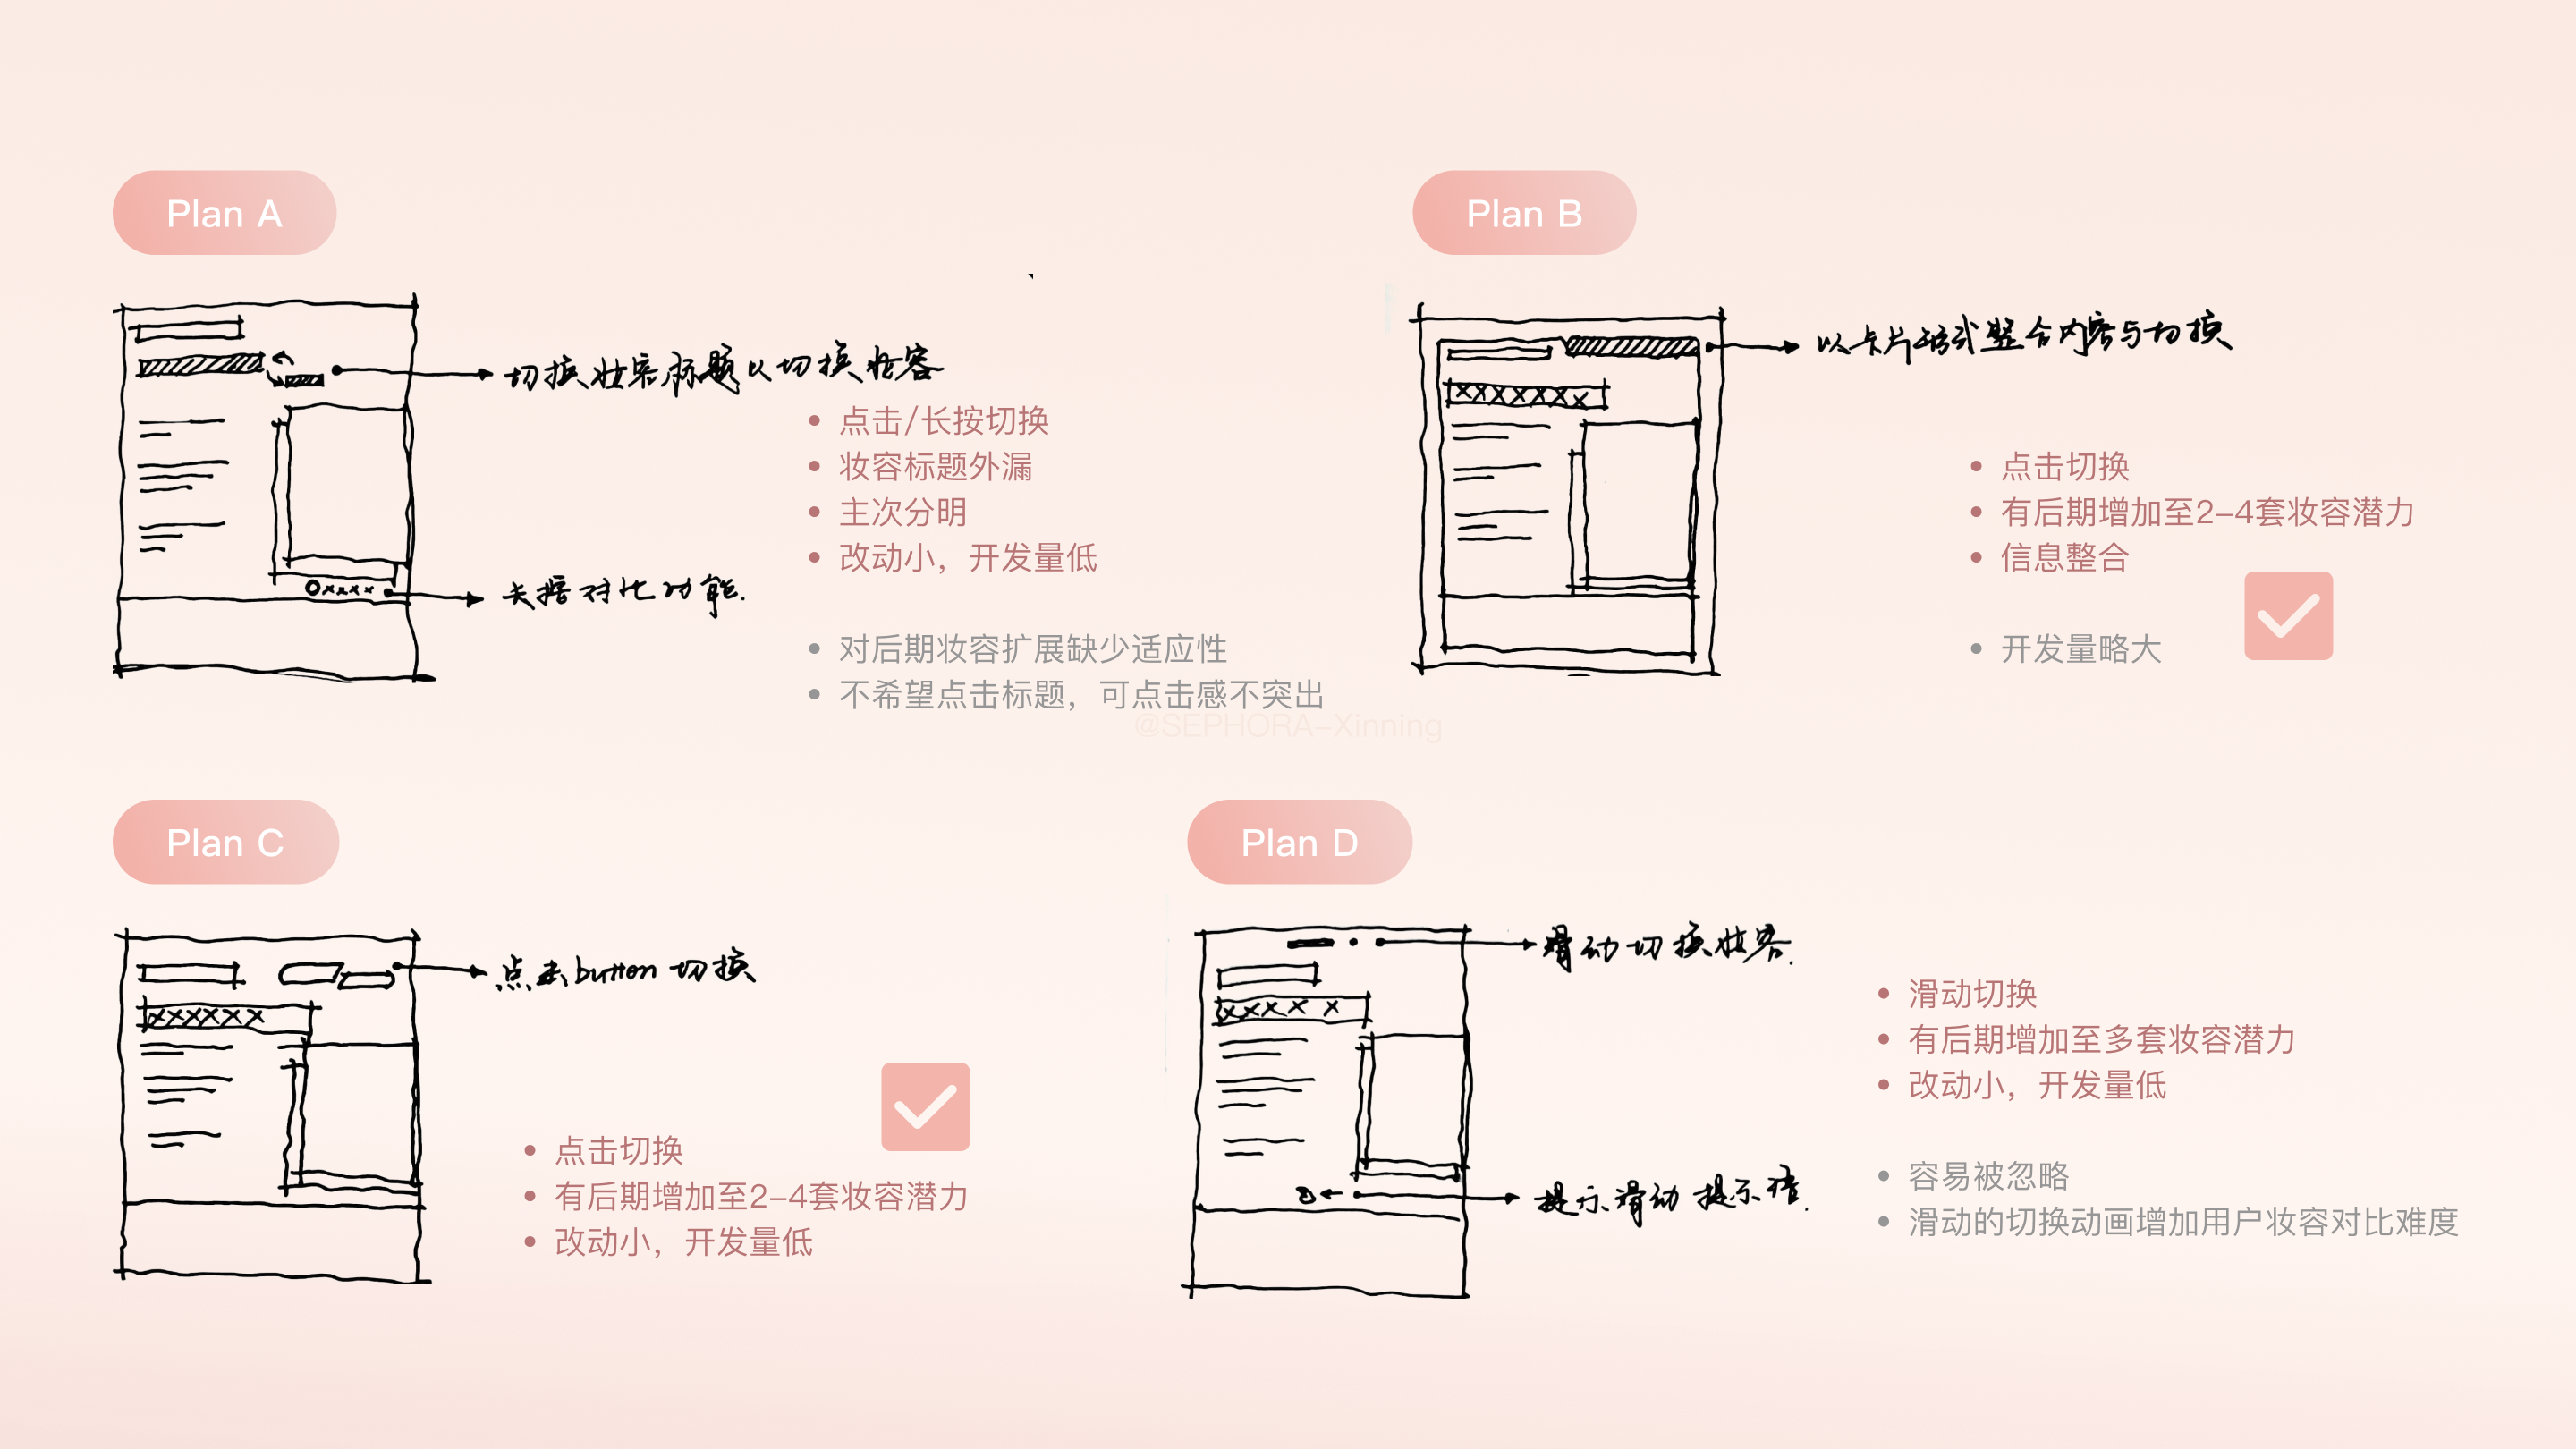 Plan A
切换妆容标题以切换妆容
点击/长按切换
妆容标题外漏
主次分明
改动小，开发量低
长按对比功能.
对后期妆容扩展缺少适应性
不希望点击标题，可点击感不突出
Plan B
以卡片형式整合内容与切换
点击切换
有后期增加至2-4套妆容潜力
信息整合
开发量略大
@SEPHORA-Xinning
Plan C
XXXXXX
点击button切换
点击切换
有后期增加至2-4套妆容潜力
改动小，开发量低
Plan D
XXXX X
滑动切换妆容.
滑动切换
有后期增加至多套妆容潜力
改动小，开发量低
提示滑动 提示语.
容易被忽略
滑动的切换动画增加用户妆容对比难度